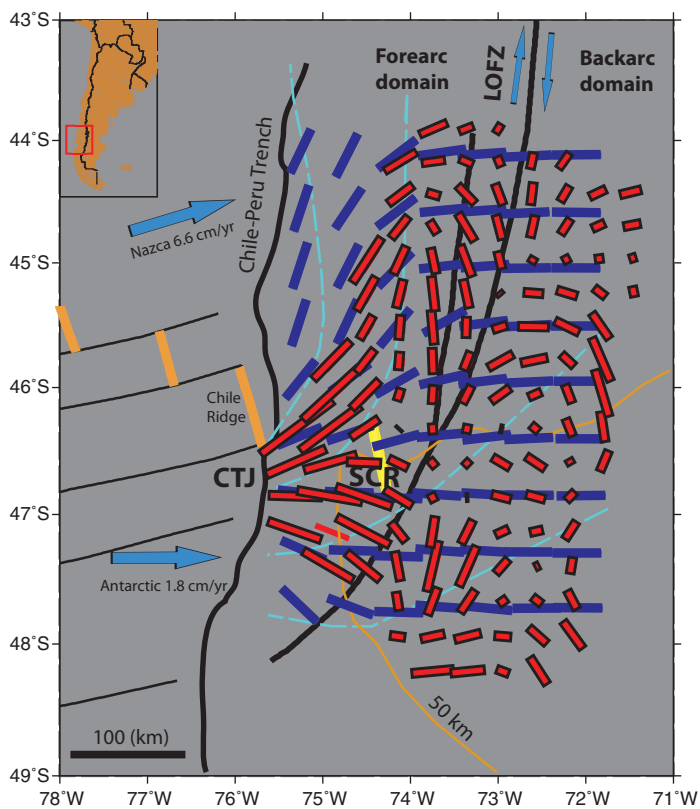 43°S
44°S
45°S
46°S
47°S
48°S
49°S
Forearc
domain
LOFZ
Backarc
domain
Chile-Peru Trench
Nazca 6.6 cm/yr
Chile
Ridge
CTJ
SCR
Antarctic 1.8 cm/yr
50 km
100 (km)
78°W
77°W
76°W
75°W
74°W
73°W
72°W
71°W